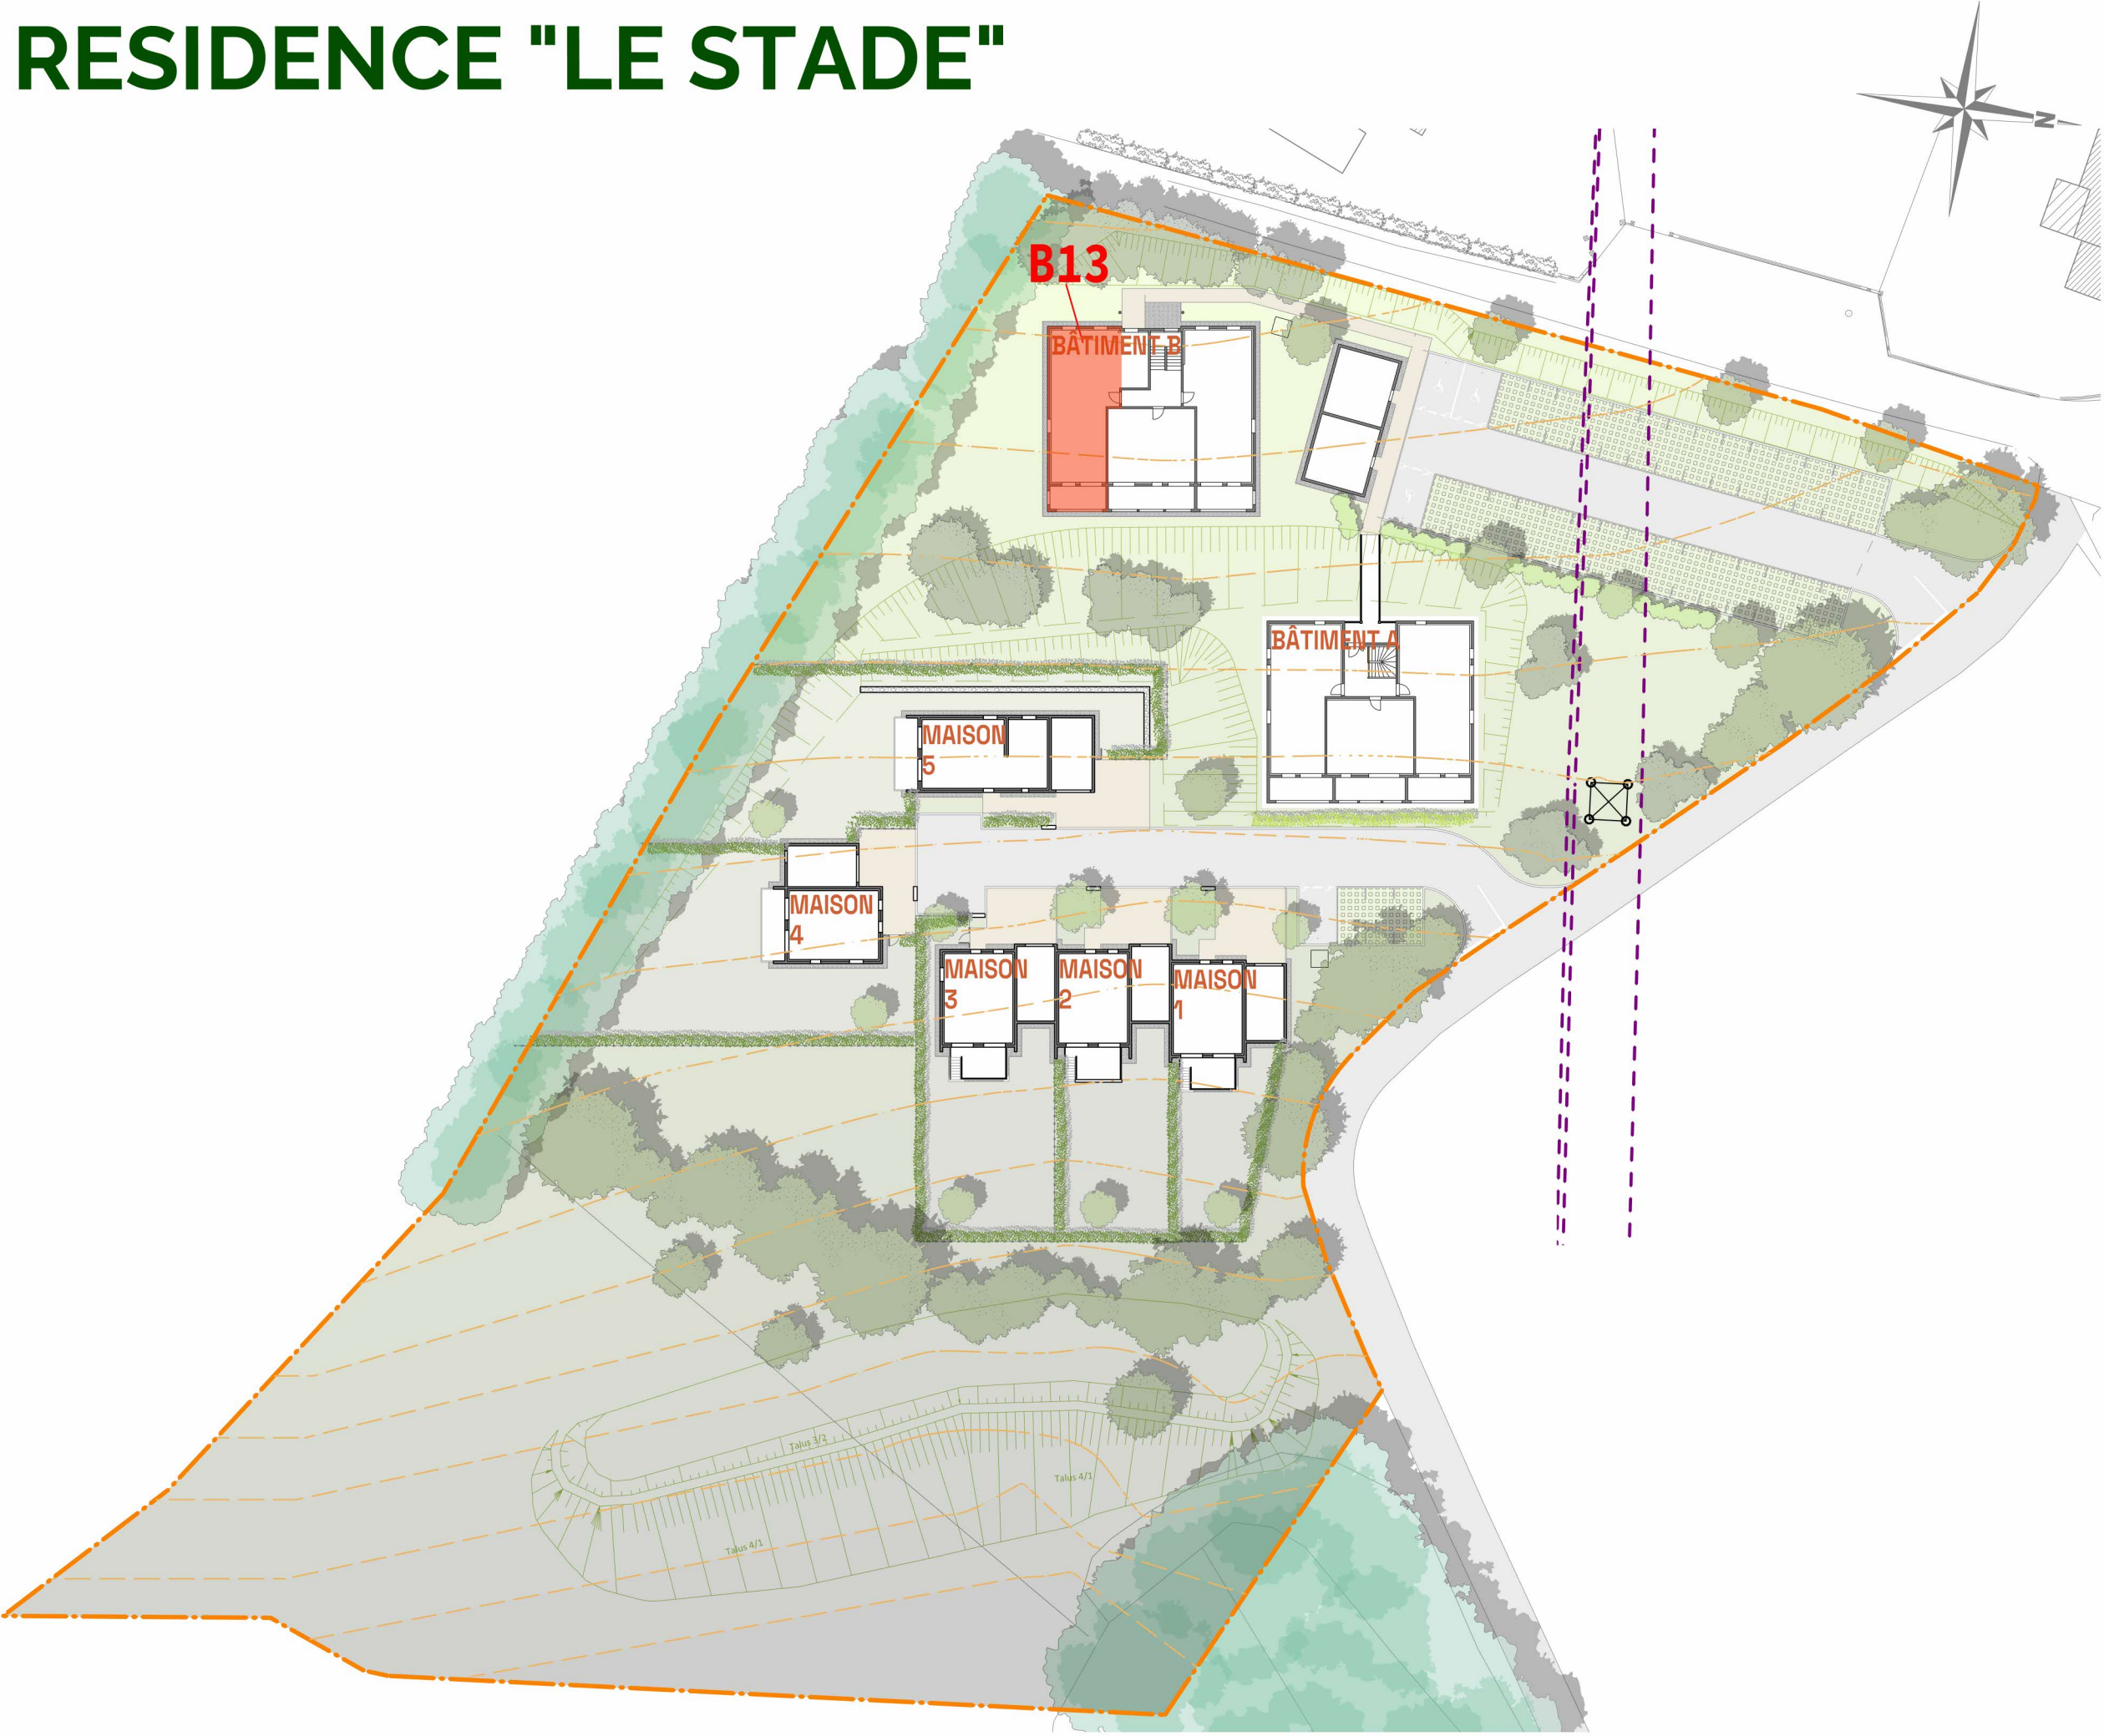 RESIDENCE "LE STADE"
N
B13
BÂTIMENT B
BÂTIMENT A
MAISON
5
MAISON
4
MAISON
3
MAISON
2
MAISON
1
Talus 3/2
Talus 4/1
Talus 4/1